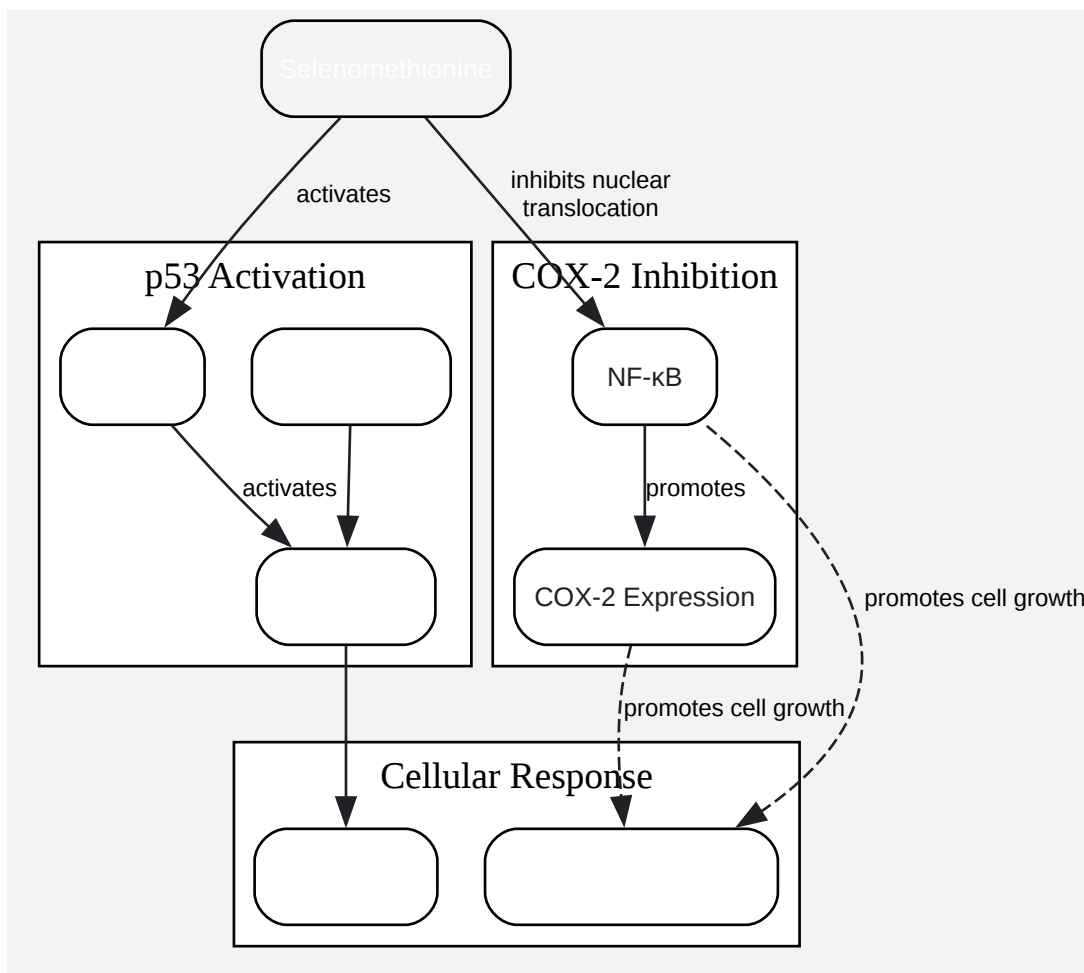 Selenomethionine
activates
inhibits nuclear
translocation
p53 Activation
COX-2 Inhibition
NF-κB
activates
promotes
COX-2 Expression
promotes cell growth
promotes cell growth
Cellular Response